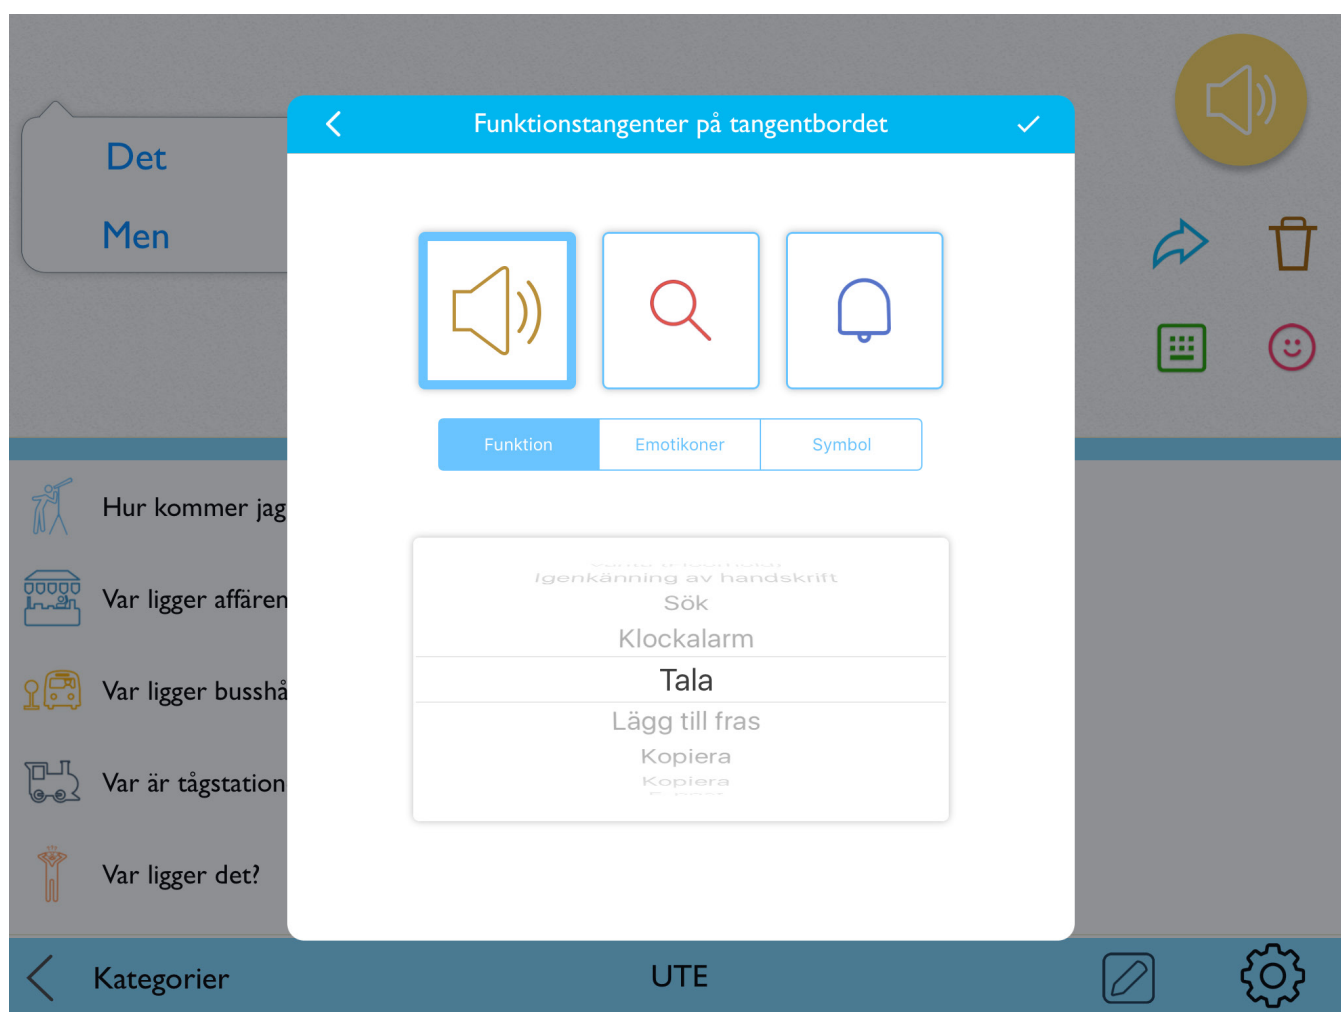 Funktionstangenter på tangentbordet
Det
Men
Funktion
Emotikoner
Symbol
Hur kommer jag
Var ligger affären
Var ligger busshå
Var är tågstation
Var ligger det?
Igenkänning av handskrift
Sök
Klockalarm
Tala
Lägg till fras
Kopiera
Kopiera
Kategorier
UTE